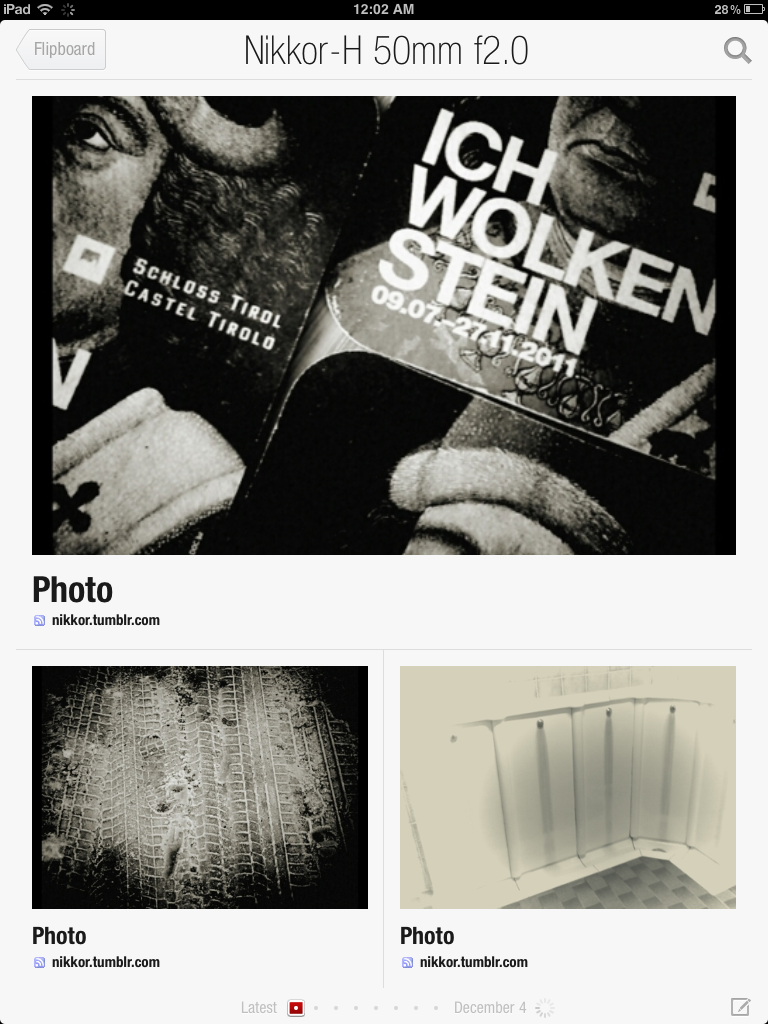 iPad 12:02 AM 28%
Flipboard
Nikkor-H 50mm f2.0
ICH
WOLKEN
STEIN
09.07.–27.11.2011
SCHLOSS TIROL
CASTEL TIROLO
Photo
nikkor.tumblr.com
Photo
nikkor.tumblr.com
Photo
nikkor.tumblr.com
Latest December 4